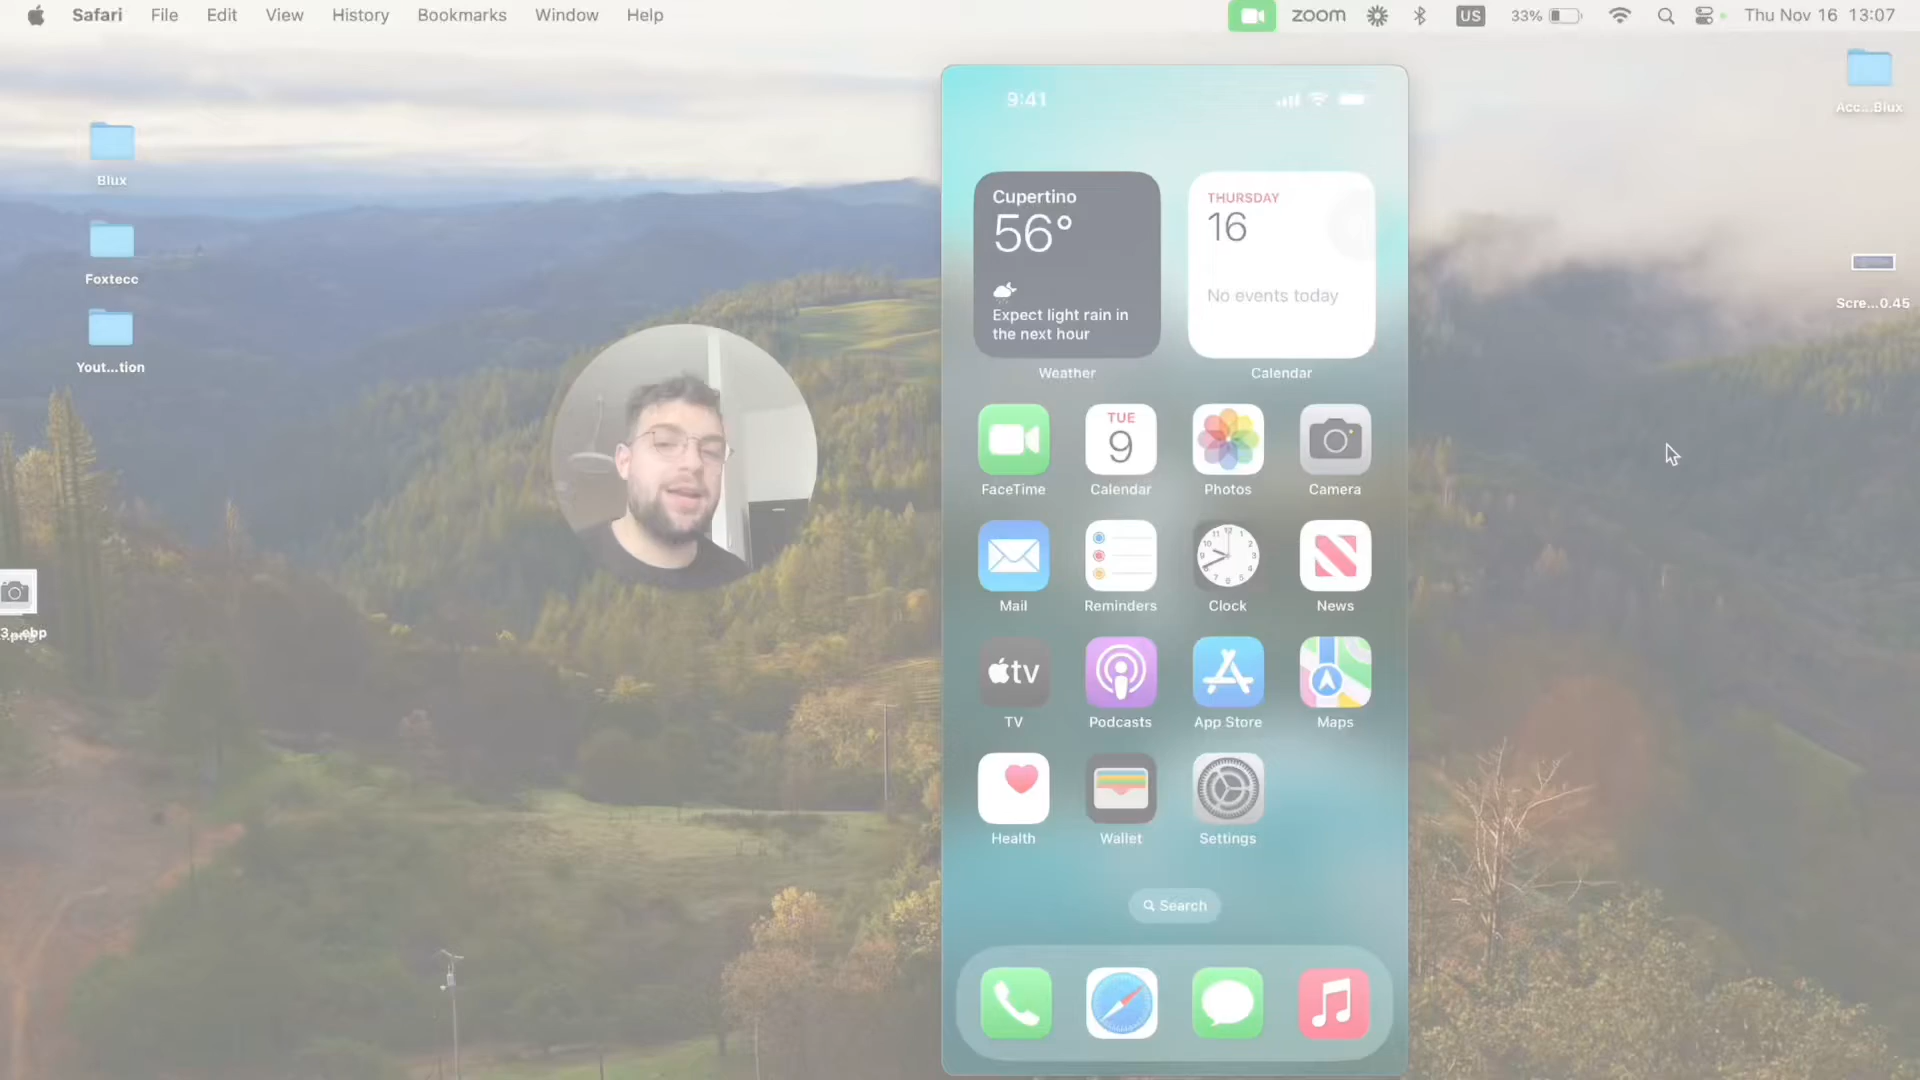 Safari File Edit View History Bookmarks Window Help
zoom US 33% Thu Nov 16 13:07
Acc...Blux
Blux
Foxtecc
Yout...tion
Scre...0.45
9:41
Cupertino
56°
Expect light rain in
the next hour
Weather
THURSDAY
16
No events today
Calendar
TUE
9
FaceTime Calendar Photos Camera
Mail Reminders Clock News
tv
TV Podcasts App Store Maps
Health Wallet Settings
Search